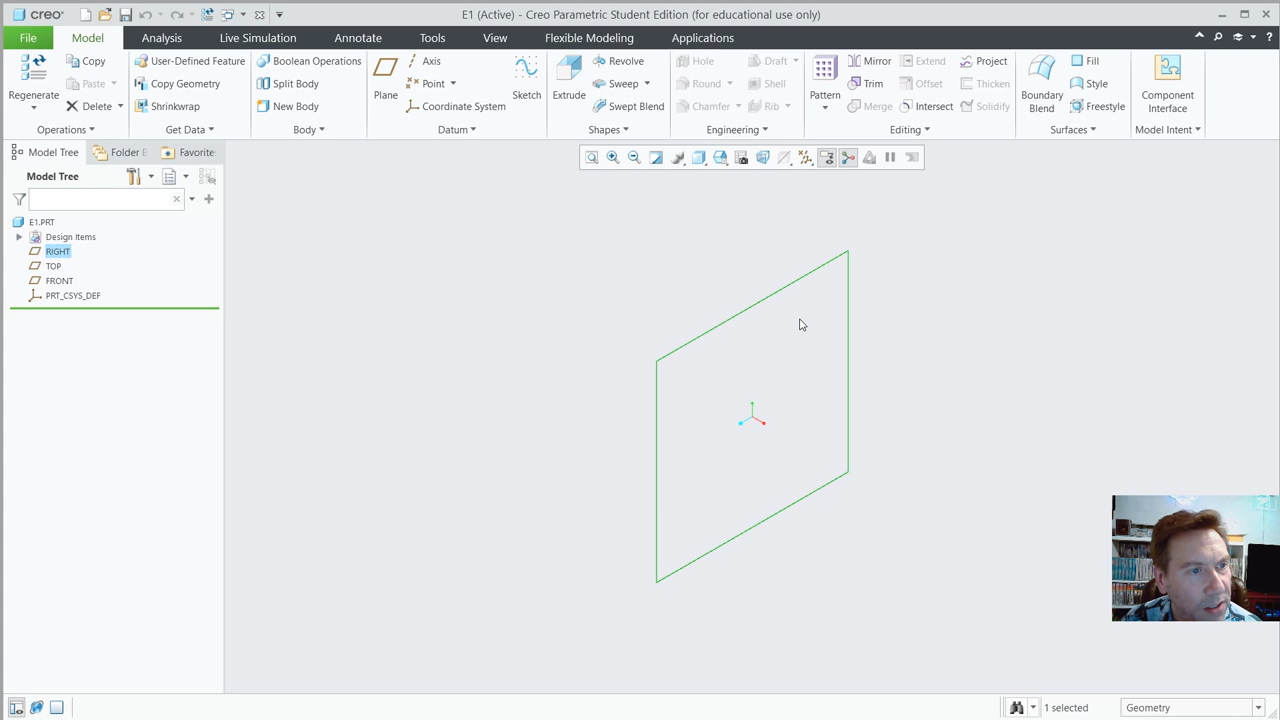 creo
E1 (Active) - Creo Parametric Student Edition (for educational use only)
File Model Analysis Live Simulation Annotate Tools View Flexible Modeling Applications
Regenerate
Copy
Paste
Delete
Operations
User-Defined Feature
Copy Geometry
Shrinkwrap
Get Data
Boolean Operations
Split Body
New Body
Body
Plane
Axis
Point
Coordinate System
Sketch
Datum
Extrude
Revolve
Sweep
Swept Blend
Shapes
Hole
Round
Chamfer
Draft
Shell
Rib
Engineering
Pattern
Mirror
Trim
Merge
Extend
Offset
Intersect
Project
Thicken
Solidify
Editing
Boundary
Blend
Fill
Style
Freestyle
Surfaces
Component
Interface
Model Intent
Model Tree Folder B Favorite
Model Tree
E1.PRT
Design Items
RIGHT
TOP
FRONT
PRT_CSYS_DEF
1 selected
Geometry